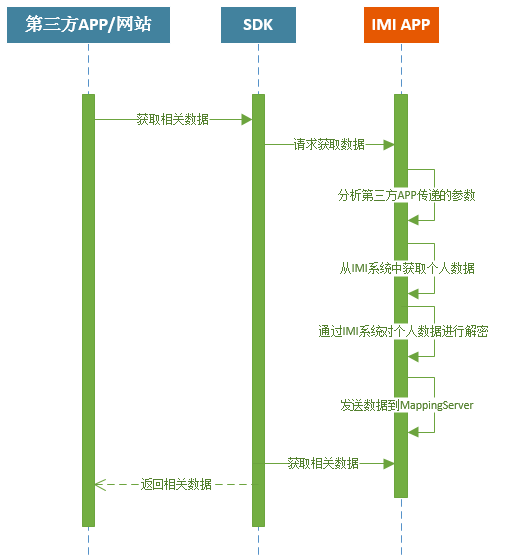 第三方APP/网站
SDK
IMI APP
获取相关数据
请求获取数据
分析第三方APP传递的参数
从IMI系统中获取个人数据
通过IMI系统对个人数据进行解密
发送数据到MappingServer
获取相关数据
返回相关数据